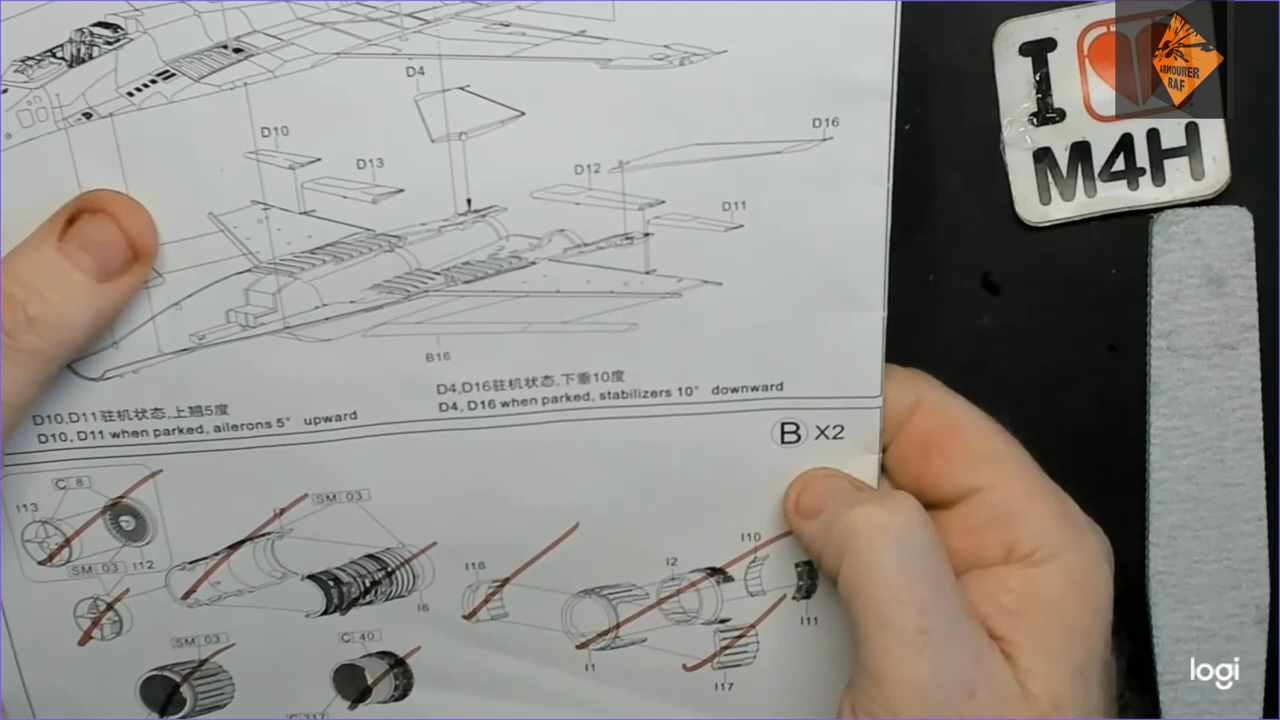 D4
I
ARMOURER
RAF
M4H
D10
D13
D16
D12
D11
B16
D10,D11驻机状态,上翘5度
D10, D11 when parked, ailerons 5° upward
D4,D16驻机状态,下垂10度
D4, D16 when parked, stabilizers 10° downward
B X2
C 8
I13
SM 03
I12
SM 03
I6
I18
I2
I10
I11
I1
I17
SM 03
C 40
C 317
logi